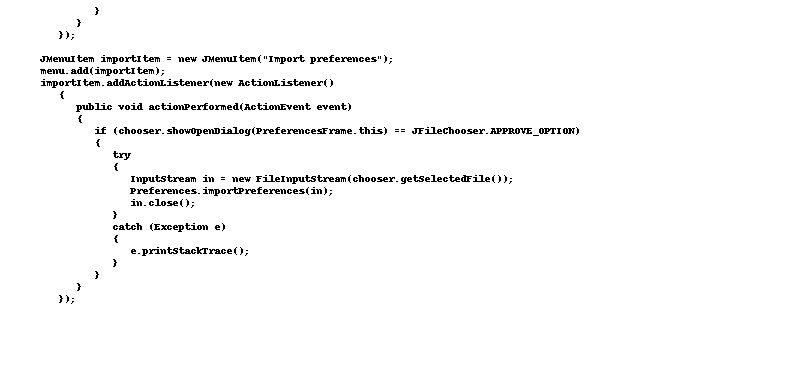 }
}
});
JMenuItem importItem = new JMenuItem("Import preferences");
menu.add(importItem);
importItem.addActionListener(new ActionListener()
{
public void actionPerformed(ActionEvent event)
{
if (chooser.showOpenDialog(PreferencesFrame.this) == JFileChooser.APPROVE_OPTION)
{
try
{
InputStream in = new FileInputStream(chooser.getSelectedFile());
Preferences.importPreferences(in);
in.close();
}
catch (Exception e)
{
e.printStackTrace();
}
}
}
});